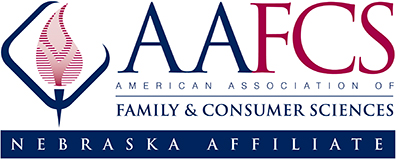 AAFCS
AMERICAN ASSOCIATION OF
FAMILY & CONSUMER SCIENCES
NEBRASKA AFFILIATE